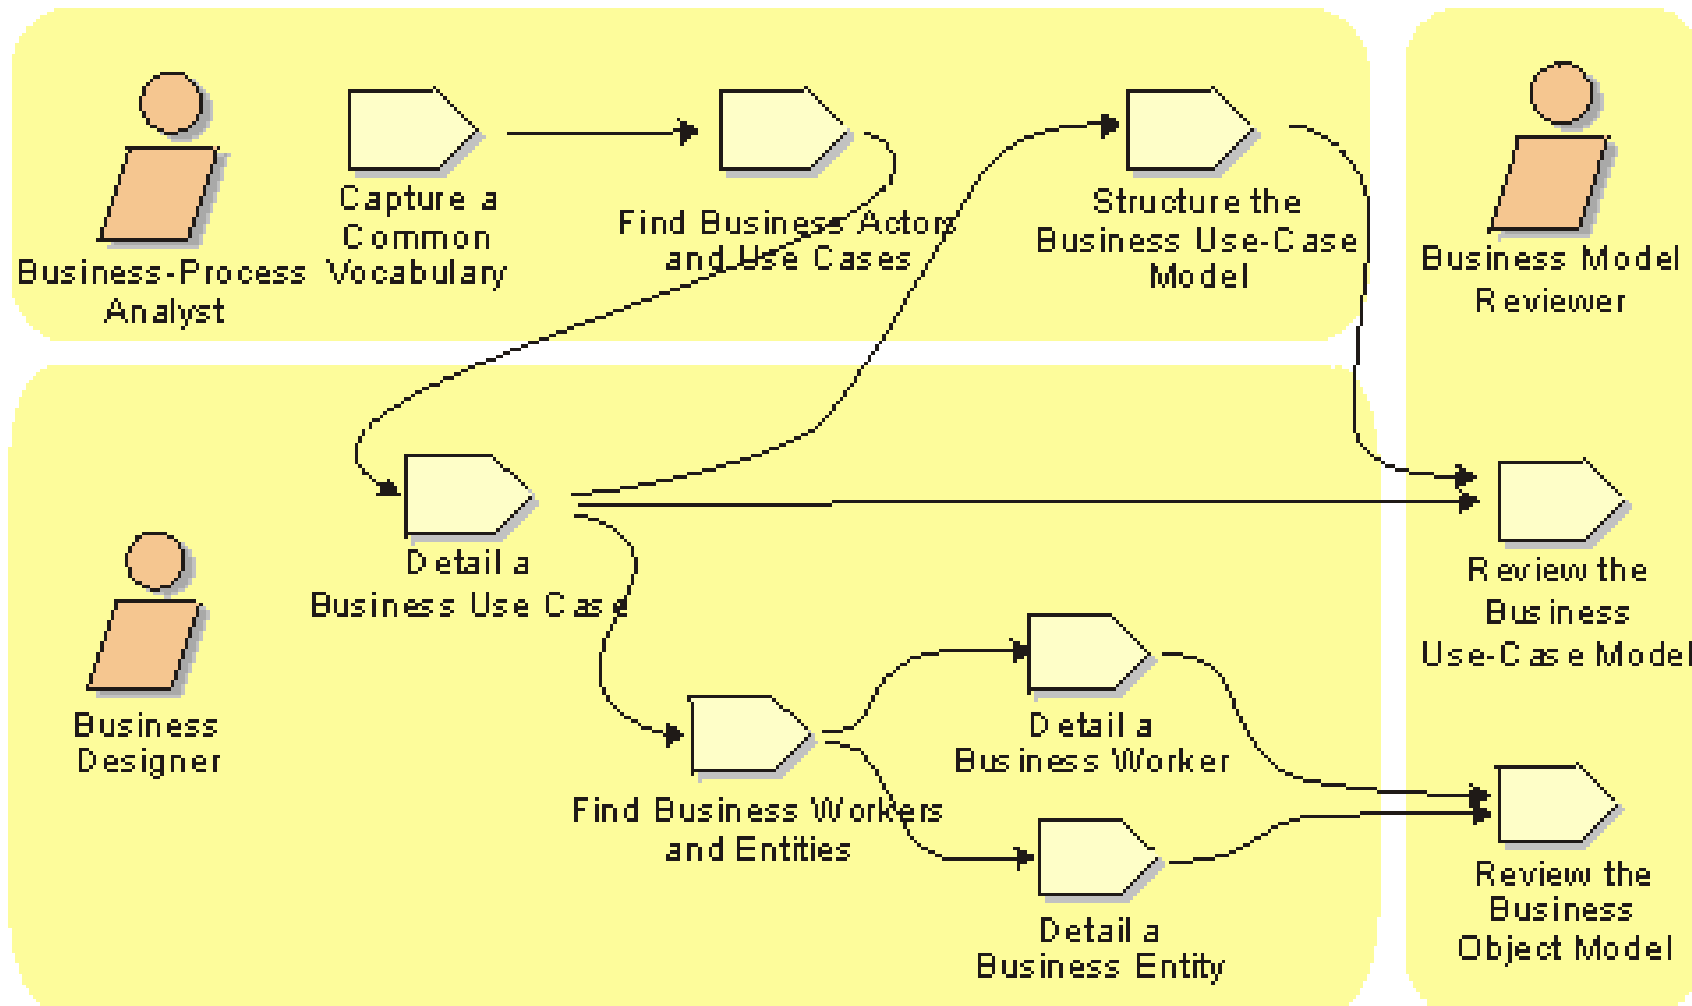 Business-Process
Analyst
Capture a
Common
Vocabulary
Find Business Actors
and Use Cases
Structure the
Business Use-Case
Model
Business Model
Reviewer
Detail a
Business Use Case
Business
Designer
Find Business Workers
and Entities
Detail a
Business Worker
Detail a
Business Entity
Review the
Business
Use-Case Model
Review the
Business
Object Model